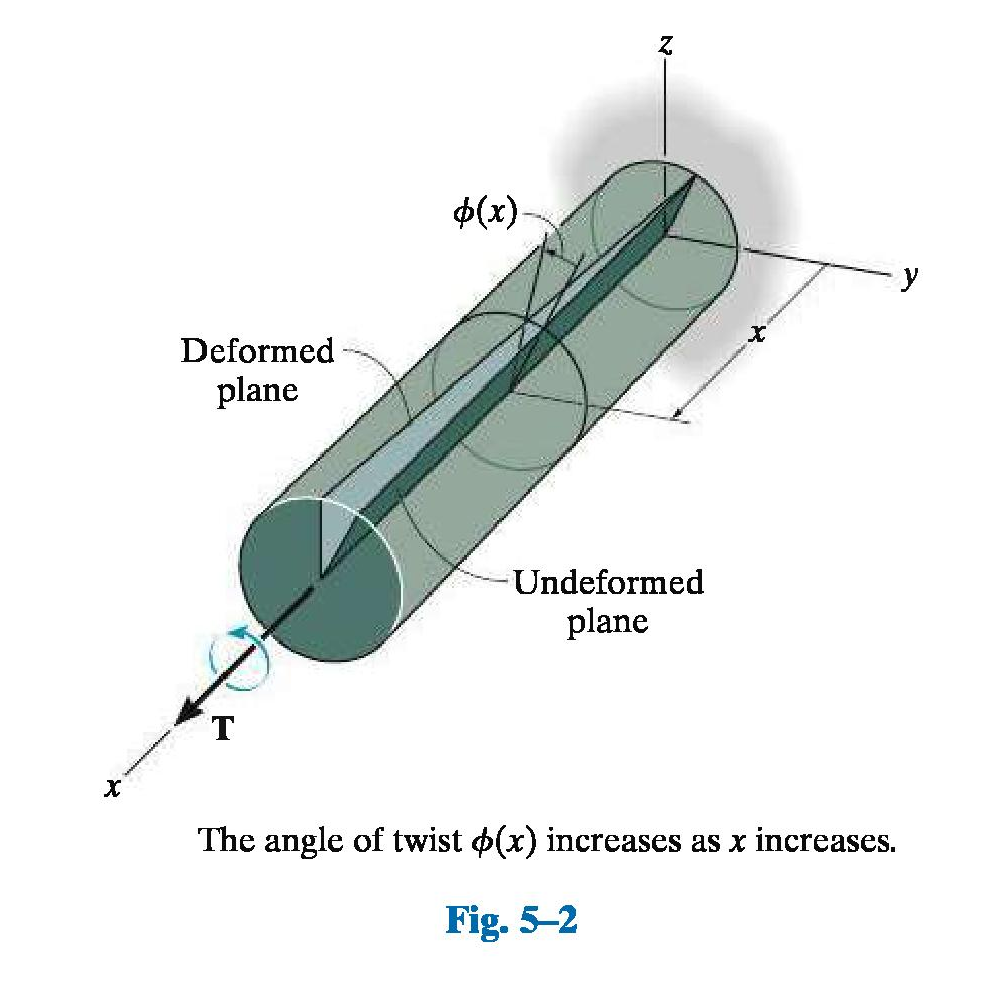 z
ϕ(x)
y
x
Deformed
plane
Undeformed
plane
T
x
The angle of twist ϕ(x) increases as x increases.
Fig. 5–2